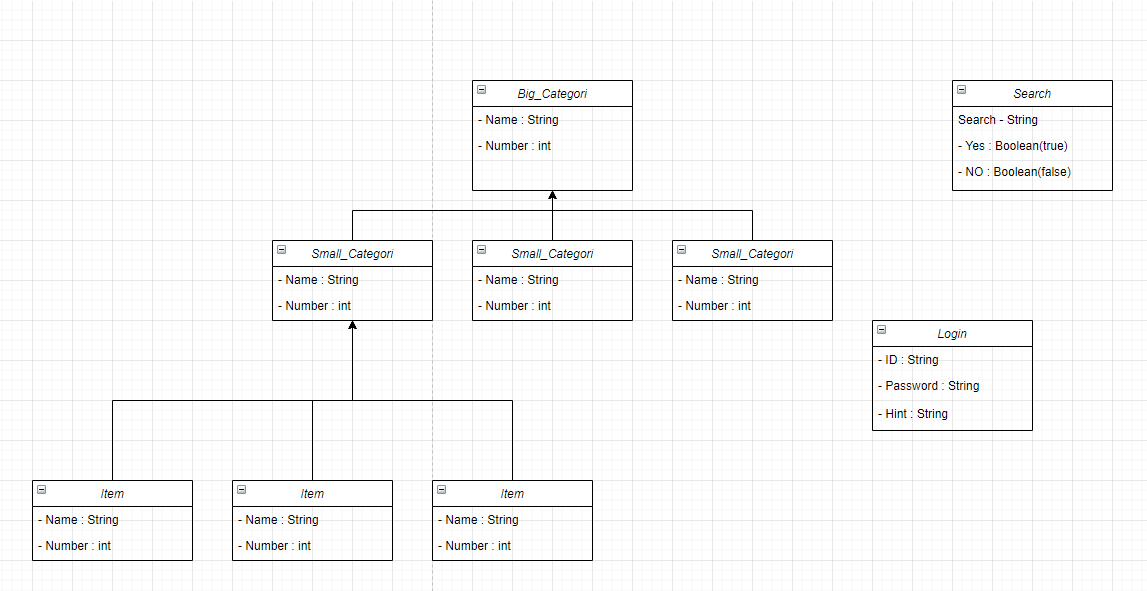 Big_Categori
- Name : String
- Number : int
Search
Search - String
- Yes : Boolean(true)
- NO : Boolean(false)
Small_Categori
- Name : String
- Number : int
Small_Categori
- Name : String
- Number : int
Small_Categori
- Name : String
- Number : int
Login
- ID : String
- Password : String
- Hint : String
Item
- Name : String
- Number : int
Item
- Name : String
- Number : int
Item
- Name : String
- Number : int